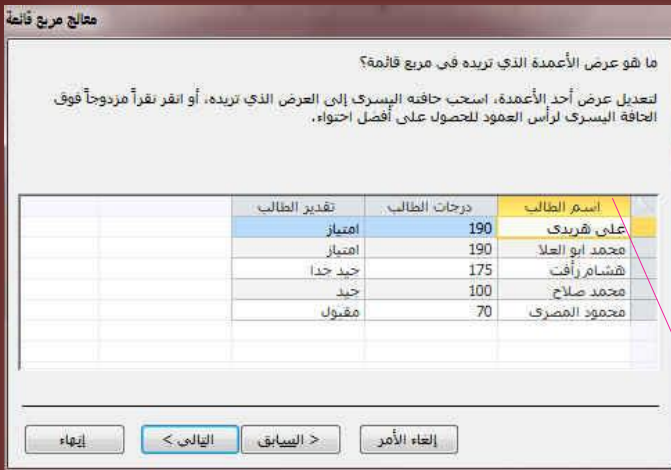 معالج مربع قائمة
ما هو عرض الأعمدة الذي تريده في مربع قائمة؟
لتعديل عرض أحد الأعمدة، اسحب حافته اليسرى إلى العرض الذي تريده، أو انقر نقراً مزدوجاً فوق
الحافة اليسرى لرأس العمود للحصول على أفضل احتواء.
اسم الطالب درجات الطالب تقدير الطالب
على هريدى 190 امتياز
محمد ابو العلا 190 امتياز
هشام رأفت 175 جيد جدا
محمد صلاح 100 جيد
محمود المصرى 70 مقبول
إلغاء الأمر < السابق التالي > إنهاء